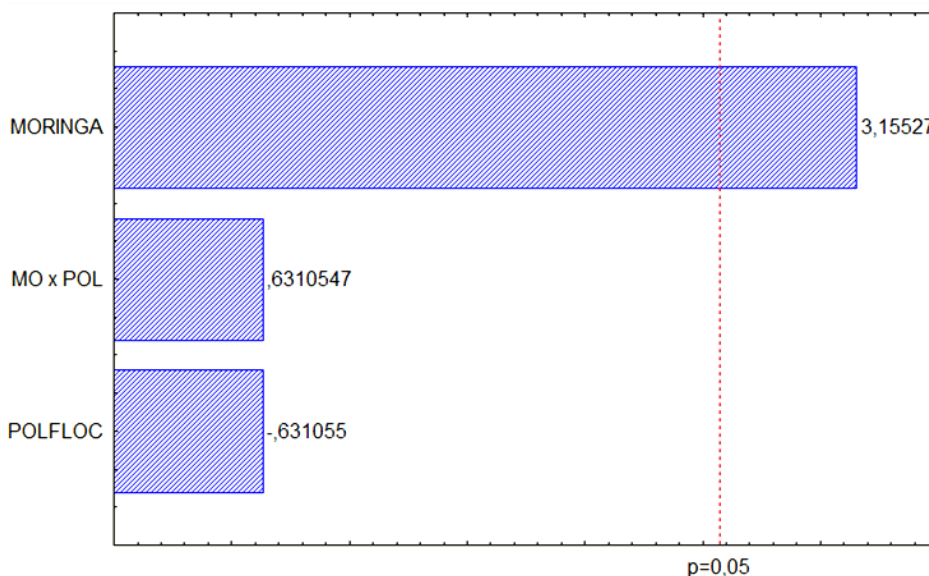 MORINGA
3,15527
MO x POL
,6310547
POLFLOC
-,631055
p=0,05